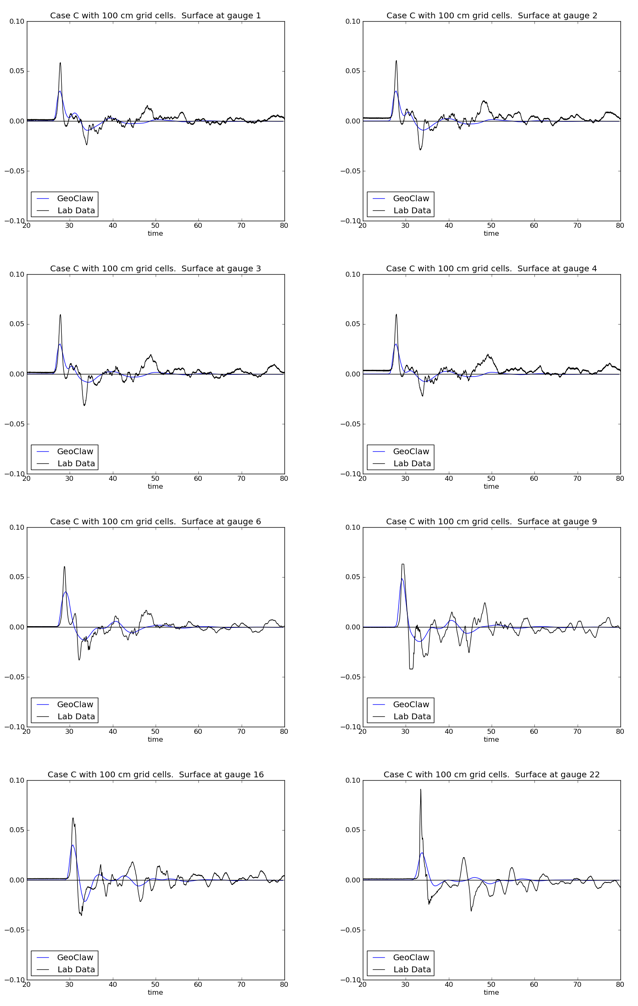 Case C with 100 cm grid cells.  Surface at gauge 1
0.10
0.05
0.00
−0.05
−0.10
GeoClaw
Lab Data
20 30 40 50 60 70 80
time
Case C with 100 cm grid cells.  Surface at gauge 2
0.10
0.05
0.00
−0.05
−0.10
GeoClaw
Lab Data
20 30 40 50 60 70 80
time
Case C with 100 cm grid cells.  Surface at gauge 3
0.10
0.05
0.00
−0.05
−0.10
GeoClaw
Lab Data
20 30 40 50 60 70 80
time
Case C with 100 cm grid cells.  Surface at gauge 4
0.10
0.05
0.00
−0.05
−0.10
GeoClaw
Lab Data
20 30 40 50 60 70 80
time
Case C with 100 cm grid cells.  Surface at gauge 6
0.10
0.05
0.00
−0.05
−0.10
GeoClaw
Lab Data
20 30 40 50 60 70 80
time
Case C with 100 cm grid cells.  Surface at gauge 9
0.10
0.05
0.00
−0.05
−0.10
GeoClaw
Lab Data
20 30 40 50 60 70 80
time
Case C with 100 cm grid cells.  Surface at gauge 16
0.10
0.05
0.00
−0.05
−0.10
GeoClaw
Lab Data
20 30 40 50 60 70 80
time
Case C with 100 cm grid cells.  Surface at gauge 22
0.10
0.05
0.00
−0.05
−0.10
GeoClaw
Lab Data
20 30 40 50 60 70 80
time